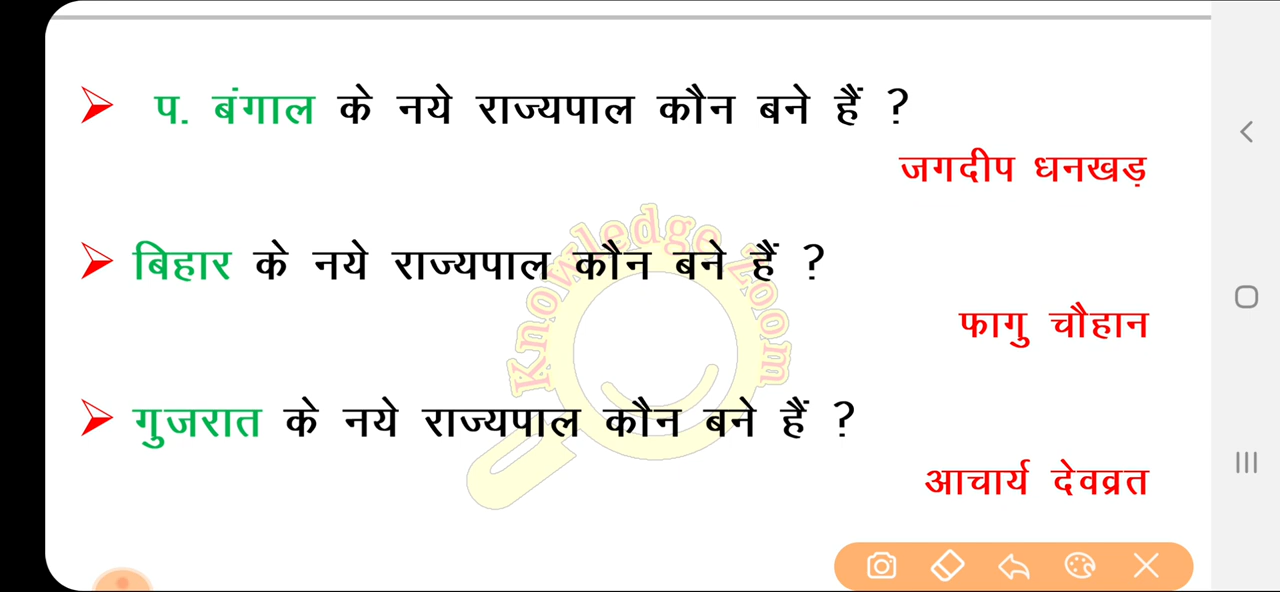 प. बंगाल के नये राज्यपाल कौन बने हैं ?
जगदीप धनखड़
बिहार के नये राज्यपाल कौन बने हैं ?
फागु चौहान
गुजरात के नये राज्यपाल कौन बने हैं ?
आचार्य देवव्रत
Knowledge Zoom